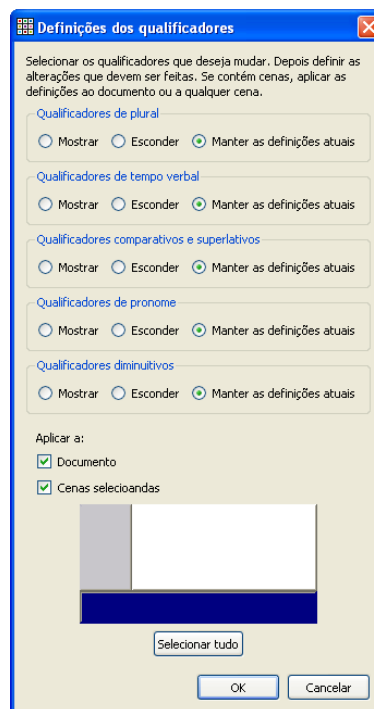 Definições dos qualificadores
Selecionar os qualificadores que deseja mudar. Depois definir as
alterações que devem ser feitas. Se contém cenas, aplicar as
definições ao documento ou a qualquer cena.
Qualificadores de plural
Mostrar Esconder Manter as definições atuais
Qualificadores de tempo verbal
Mostrar Esconder Manter as definições atuais
Qualificadores comparativos e superlativos
Mostrar Esconder Manter as definições atuais
Qualificadores de pronome
Mostrar Esconder Manter as definições atuais
Qualificadores diminuitivos
Mostrar Esconder Manter as definições atuais
Aplicar a:
Documento
Cenas selecioandas
Selecionar tudo
OK Cancelar